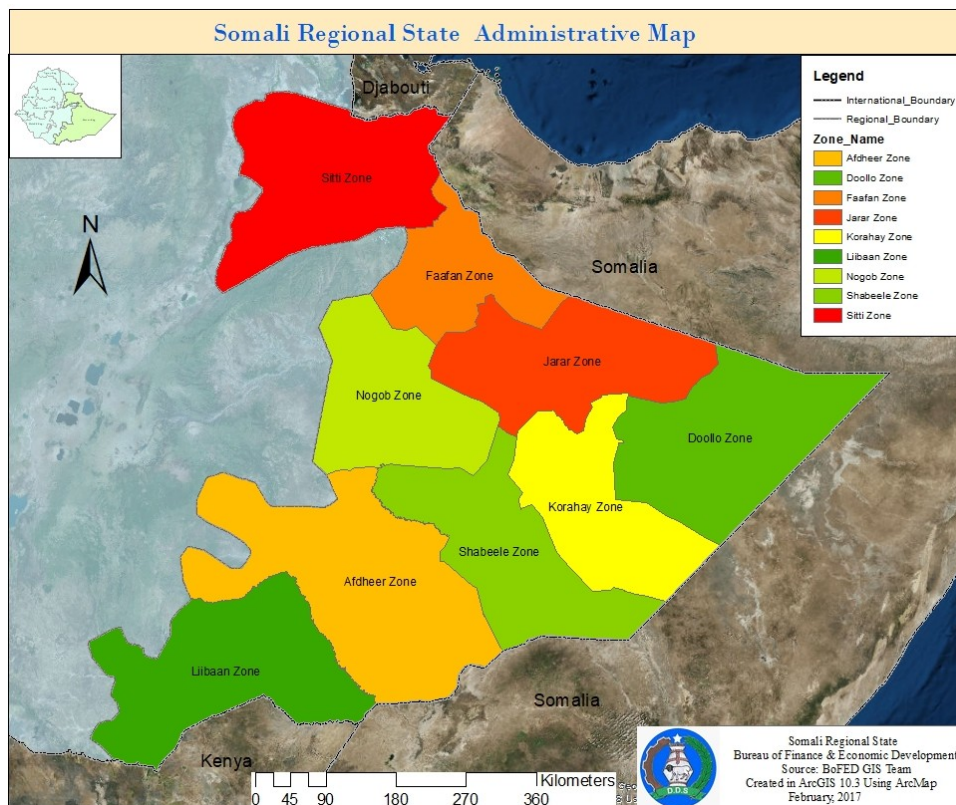 Somali Regional State Administrative Map
Djabouti
Sitti Zone
N
Somalia
Faafan Zone
Jarar Zone
Nogob Zone
Doollo Zone
Korahay Zone
Shabeele Zone
Afdheer Zone
Liibaan Zone
Somalia
Kenya
Legend
International_Boundary
Regional_Boundary
Zone_Name
Afdheer Zone
Doollo Zone
Faafan Zone
Jarar Zone
Korahay Zone
Liibaan Zone
Nogob Zone
Shabeele Zone
Sitti Zone
Kilometers
0 45 90 180 270 360
D.D.S
Somali Regional State
Bureau of Finance & Economic Development
Source: BoFED GIS Team
Created in ArcGIS 10.3 Using ArcMap
February, 2017